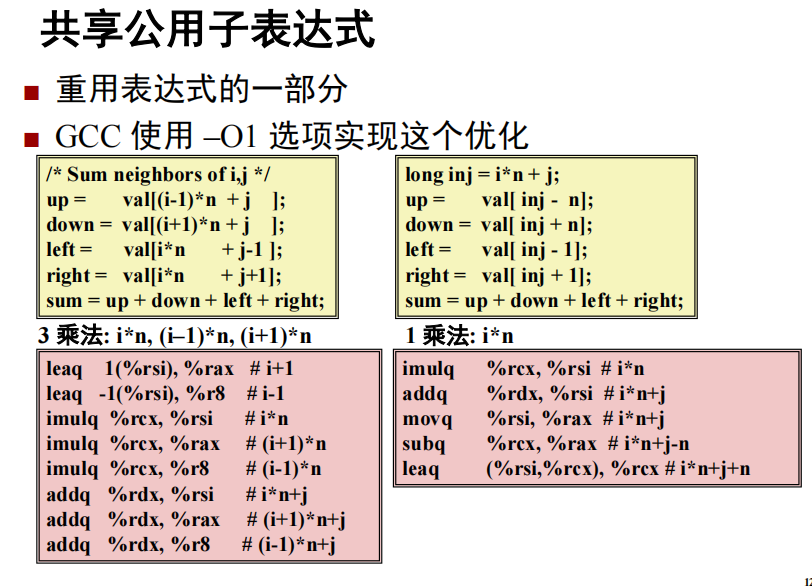 共享公用子表达式
■ 重用表达式的一部分
■ GCC 使用 –O1 选项实现这个优化
/* Sum neighbors of i,j */
up = val[(i-1)*n + j ];
down = val[(i+1)*n + j ];
left = val[i*n + j-1 ];
right = val[i*n + j+1];
sum = up + down + left + right;
3 乘法: i*n, (i–1)*n, (i+1)*n
leaq 1(%rsi), %rax # i+1
leaq -1(%rsi), %r8 # i-1
imulq %rcx, %rsi # i*n
imulq %rcx, %rax # (i+1)*n
imulq %rcx, %r8 # (i-1)*n
addq %rdx, %rsi # i*n+j
addq %rdx, %rax # (i+1)*n+j
addq %rdx, %r8 # (i-1)*n+j
long inj = i*n + j;
up = val[ inj - n];
down = val[ inj + n];
left = val[ inj - 1];
right = val[ inj + 1];
sum = up + down + left + right;
1 乘法: i*n
imulq %rcx, %rsi # i*n
addq %rdx, %rsi # i*n+j
movq %rsi, %rax # i*n+j
subq %rcx, %rax # i*n+j-n
leaq (%rsi,%rcx), %rcx # i*n+j+n